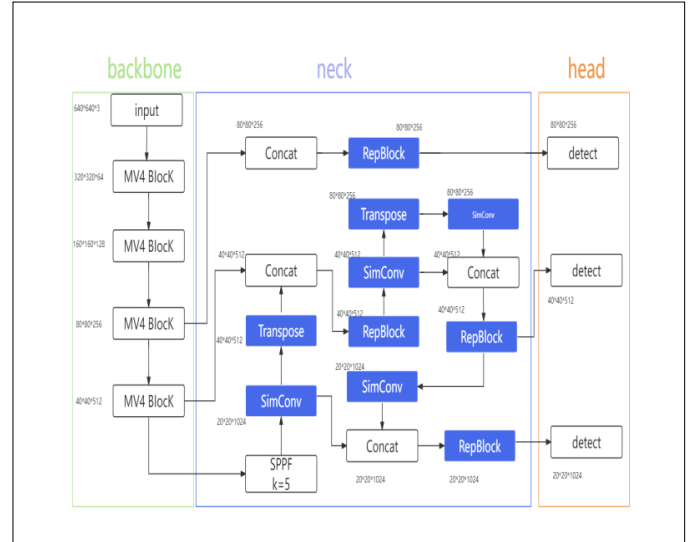 backbone
neck
head
640*640*3
input
320*320*64
MV4 BlocK
160*160*128
MV4 BlocK
80*80*256
MV4 BlocK
40*40*512
MV4 BlocK
80*80*256
Concat
80*80*256
RepBlock
80*80*256
detect
80*80*256
Transpose
80*80*256
SimConv
40*40*512
Concat
40*40*512
SimConv
40*40*512
Concat
detect
40*40*512
40*40*512
Transpose
40*40*512
RepBlock
40*40*512
RepBlock
20*20*1024
SimConv
SimConv
20*20*1024
Concat
RepBlock
detect
SPPF
k=5
20*20*1024
20*20*1024
20*20*1024